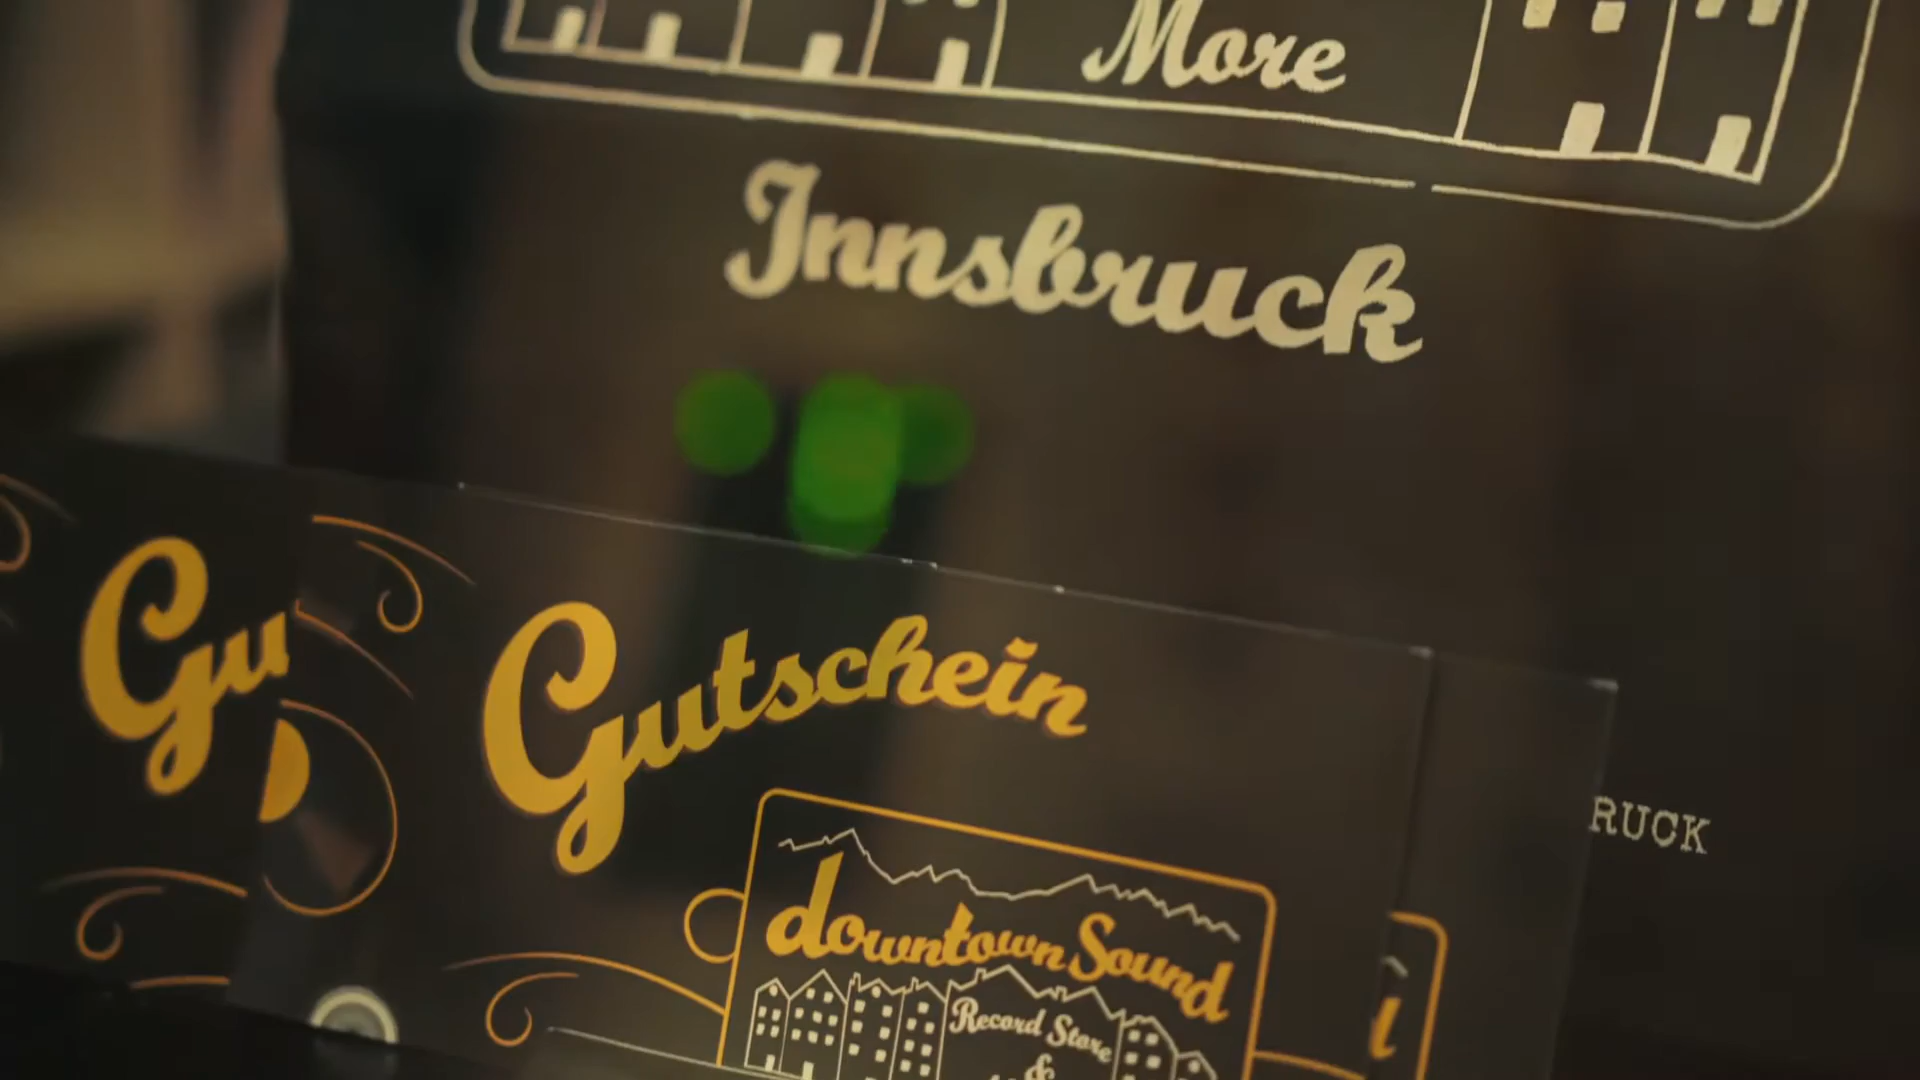 More
Innsbruck
Gu
Gutschein
RUCK
downtown Sound
Record Store
&
i